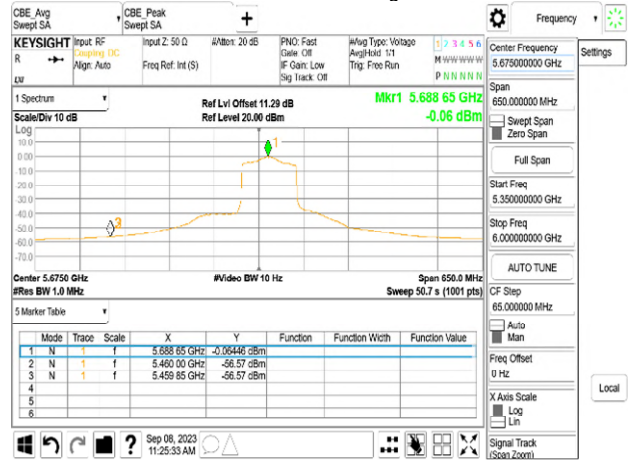 CBE_Avg
Swept SA
CBE_Peak
Swept SA
+
Frequency
KEYSIGHT
R
LXI
Input: RF
Coupling: DC
Align: Auto
Input Z: 50 Ω
Freq Ref: Int (S)
#Atten: 20 dB
PNO: Fast
Gate: Off
IF Gain: Low
Sig Track: Off
#Avg Type: Voltage
Avg|Hold: 1/1
Trig: Free Run
1 2 3 4 5 6
M W W W W W
P N N N N N
1 Spectrum
Scale/Div 10 dB
Ref Lvl Offset 11.29 dB
Ref Level 20.00 dBm
Mkr1 5.688 65 GHz
-0.06 dBm
Log
10.0
0.00
-10.0
-20.0
-30.0
-40.0
-50.0
-60.0
-70.0
1
3
Center 5.6750 GHz
#Video BW 10 Hz
Span 650.0 MHz
#Res BW 1.0 MHz
Sweep 50.7 s (1001 pts)
5 Marker Table
Mode Trace Scale X Y Function Function Width Function Value
1 N 1 f 5.688 65 GHz -0.06446 dBm
2 N 1 f 5.460 00 GHz -56.57 dBm
3 N 1 f 5.459 85 GHz -56.57 dBm
4
5
6
?
Sep 08, 2023
11:25:33 AM
Center Frequency
5.675000000 GHz
Settings
Span
650.000000 MHz
Swept Span
Zero Span
Full Span
Start Freq
5.350000000 GHz
Stop Freq
6.000000000 GHz
AUTO TUNE
CF Step
65.000000 MHz
Auto
Man
Freq Offset
0 Hz
X Axis Scale
Log
Lin
Local
Signal Track
(Span Zoom)